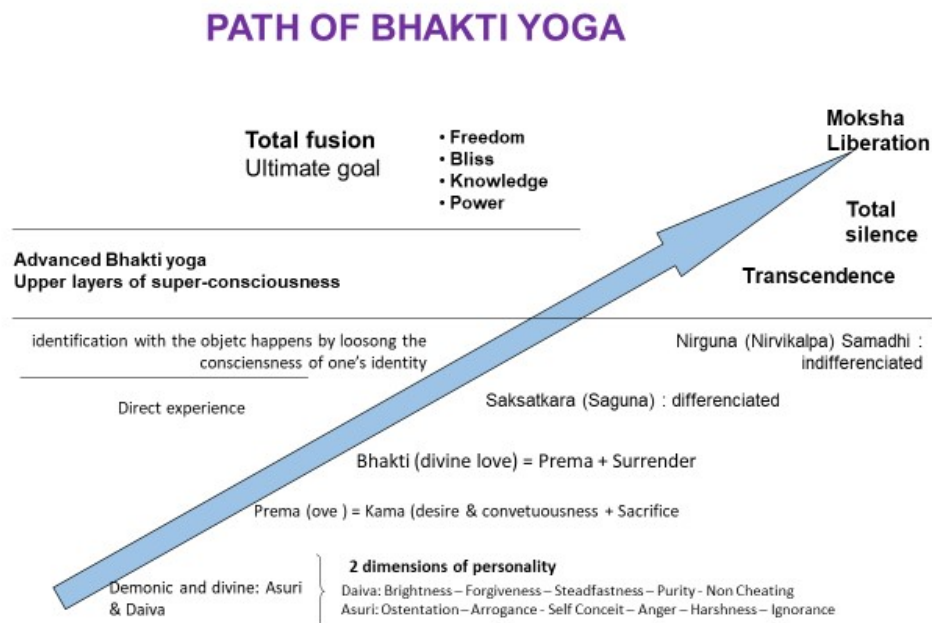 PATH OF BHAKTI YOGA
Total fusion
Ultimate goal
• Freedom
• Bliss
• Knowledge
• Power
Moksha
Liberation
Total
silence
Transcendence
Advanced Bhakti yoga
Upper layers of super-consciousness
identification with the objetc happens by loosong the
consciensness of one's identity
Nirguna (Nirvikalpa) Samadhi :
indifferenciated
Direct experience
Saksatkara (Saguna) : differenciated
Bhakti (divine love) = Prema + Surrender
Prema (ove ) = Kama (desire & convetuousness + Sacrifice
Demonic and divine: Asuri
& Daiva
2 dimensions of personality
Daiva: Brightness – Forgiveness – Steadfastness – Purity - Non Cheating
Asuri: Ostentation – Arrogance - Self Conceit – Anger – Harshness – Ignorance